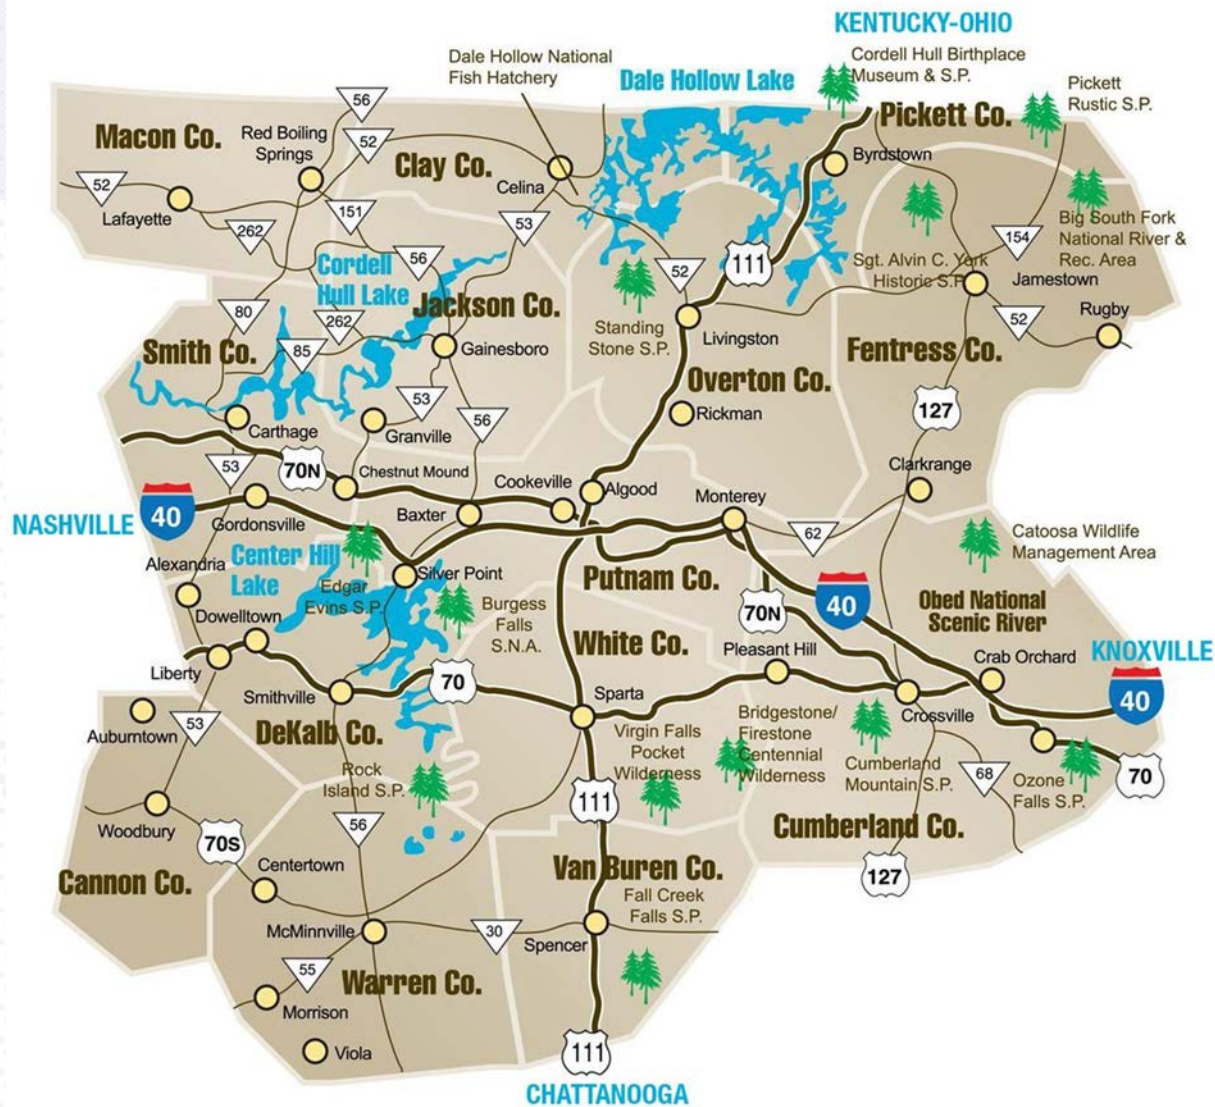 KENTUCKY-OHIO
Dale Hollow National
Fish Hatchery
Dale Hollow Lake
Cordell Hull Birthplace
Museum & S.P.
Pickett
Rustic S.P.
56
Macon Co.
Red Boiling
Springs
52
Clay Co.
Pickett Co.
Byrdstown
52
Lafayette
Celina
151
262
53
Big South Fork
National River &
Rec. Area
154
111
Sgt. Alvin C. York
Historic S.P.
Jamestown
Cordell
Hull Lake
56
52
80
262
Jackson Co.
Standing
Stone S.P.
Livingston
52
Rugby
Smith Co.
85
Gainesboro
Fentress Co.
Overton Co.
53
56
127
Rickman
Carthage
Granville
53
70N
Chestnut Mound
Cookeville
Algood
Monterey
Clarkrange
NASHVILLE
40
Gordonsville
Baxter
62
Catoosa Wildlife
Management Area
Alexandria
Center Hill
Lake
Edgar
Evins S.P.
Silver Point
Putnam Co.
40
Dowelltown
Burgess
Falls
S.N.A.
70N
Obed National
Scenic River
White Co.
Pleasant Hill
Crab Orchard
KNOXVILLE
40
Liberty
Smithville
70
Sparta
Crossville
Auburntown
53
DeKalb Co.
Virgin Falls
Pocket
Wilderness
Bridgestone/
Firestone
Centennial
Wilderness
Cumberland
Mountain S.P.
68
Ozone
Falls S.P.
70
Rock
Island S.P.
111
Woodbury
70S
56
Cumberland Co.
Centertown
Van Buren Co.
127
Cannon Co.
Fall Creek
Falls S.P.
McMinnville
30
Spencer
55
Warren Co.
Morrison
Viola
111
CHATTANOOGA